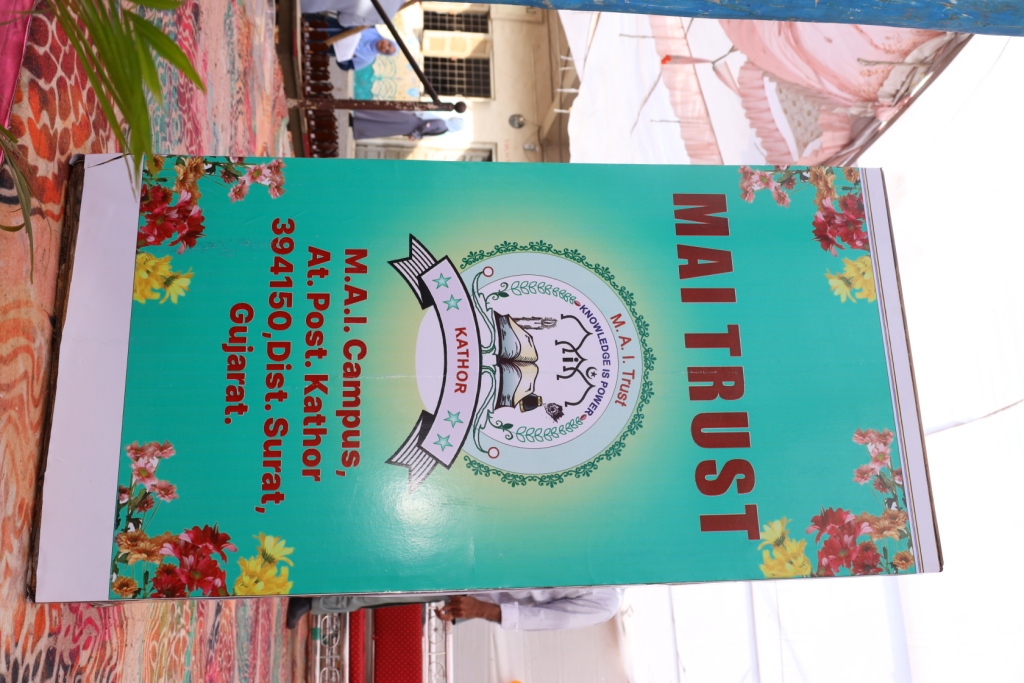 MAI TRUST
M. A. I. Trust
KNOWLEDGE IS POWER
KATHOR
M.A.I. Campus,
At. Post. Kathor
394150, Dist. Surat,
Gujarat.